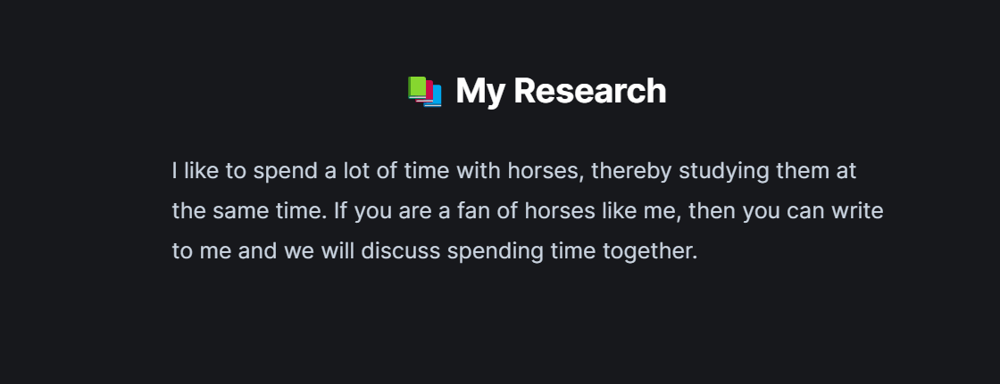 My Research
I like to spend a lot of time with horses, thereby studying them at
the same time. If you are a fan of horses like me, then you can write
to me and we will discuss spending time together.